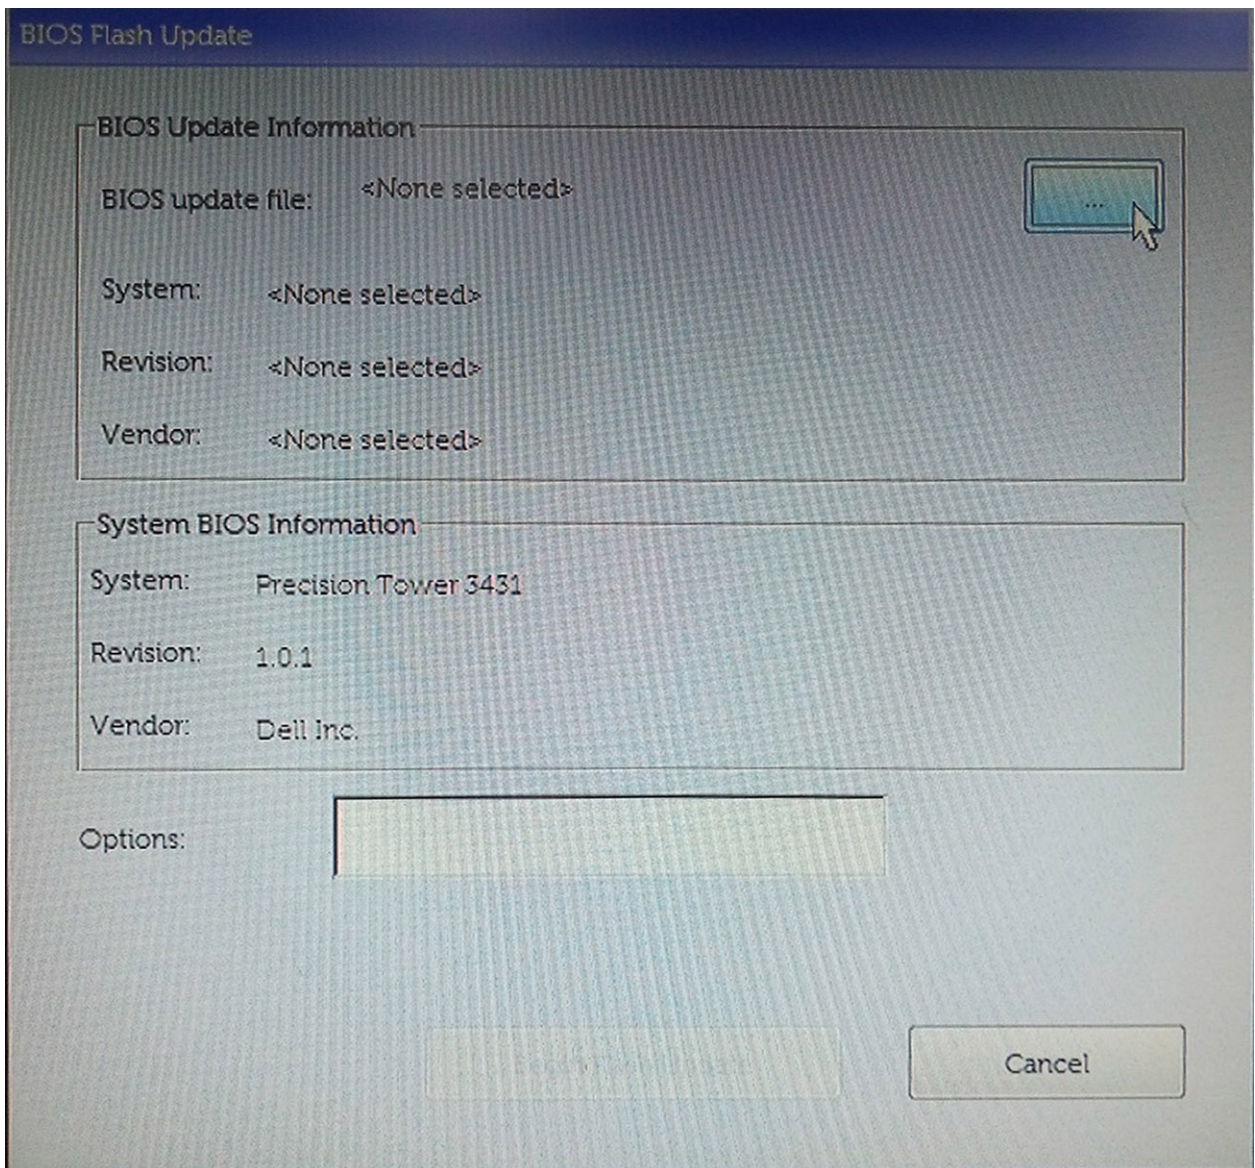 BIOS Flash Update
BIOS Update Information
BIOS update file: <None selected>
...
System: <None selected>
Revision: <None selected>
Vendor: <None selected>
System BIOS Information
System: Precision Tower 3431
Revision: 1.0.1
Vendor: Dell Inc.
Options:
Cancel